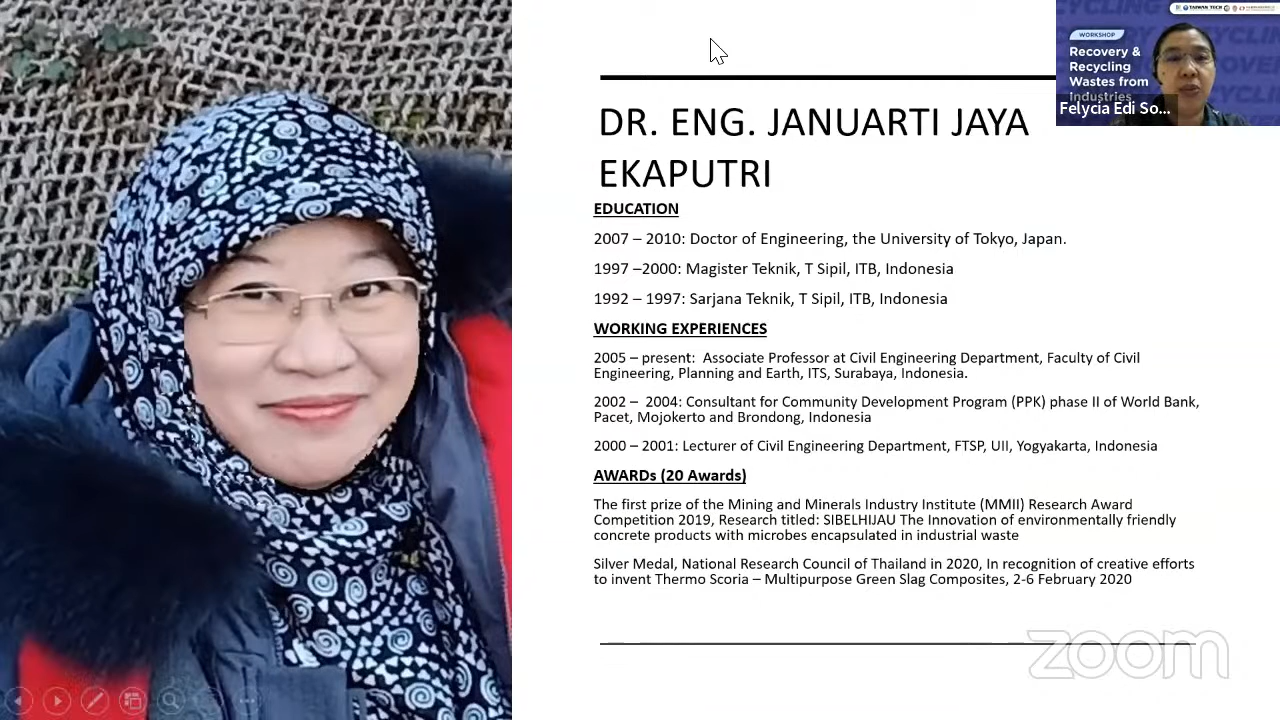 DR. ENG. JANUARTI JAYA
EKAPUTRI
EDUCATION
2007 – 2010: Doctor of Engineering, the University of Tokyo, Japan.
1997 –2000: Magister Teknik, T Sipil, ITB, Indonesia
1992 – 1997: Sarjana Teknik, T Sipil, ITB, Indonesia
WORKING EXPERIENCES
2005 – present:  Associate Professor at Civil Engineering Department, Faculty of Civil
Engineering, Planning and Earth, ITS, Surabaya, Indonesia.
2002 –  2004: Consultant for Community Development Program (PPK) phase II of World Bank,
Pacet, Mojokerto and Brondong, Indonesia
2000 – 2001: Lecturer of Civil Engineering Department, FTSP, UII, Yogyakarta, Indonesia
AWARDs (20 Awards)
The first prize of the Mining and Minerals Industry Institute (MMII) Research Award
Competition 2019, Research titled: SIBELHIJAU The Innovation of environmentally friendly
concrete products with microbes encapsulated in industrial waste
Silver Medal, National Research Council of Thailand in 2020, In recognition of creative efforts
to invent Thermo Scoria – Multipurpose Green Slag Composites, 2-6 February 2020
zoom
TAIWAN TECH
WORKSHOP
Recovery &
Recycling
Wastes from
Industries
Felycia Edi So...